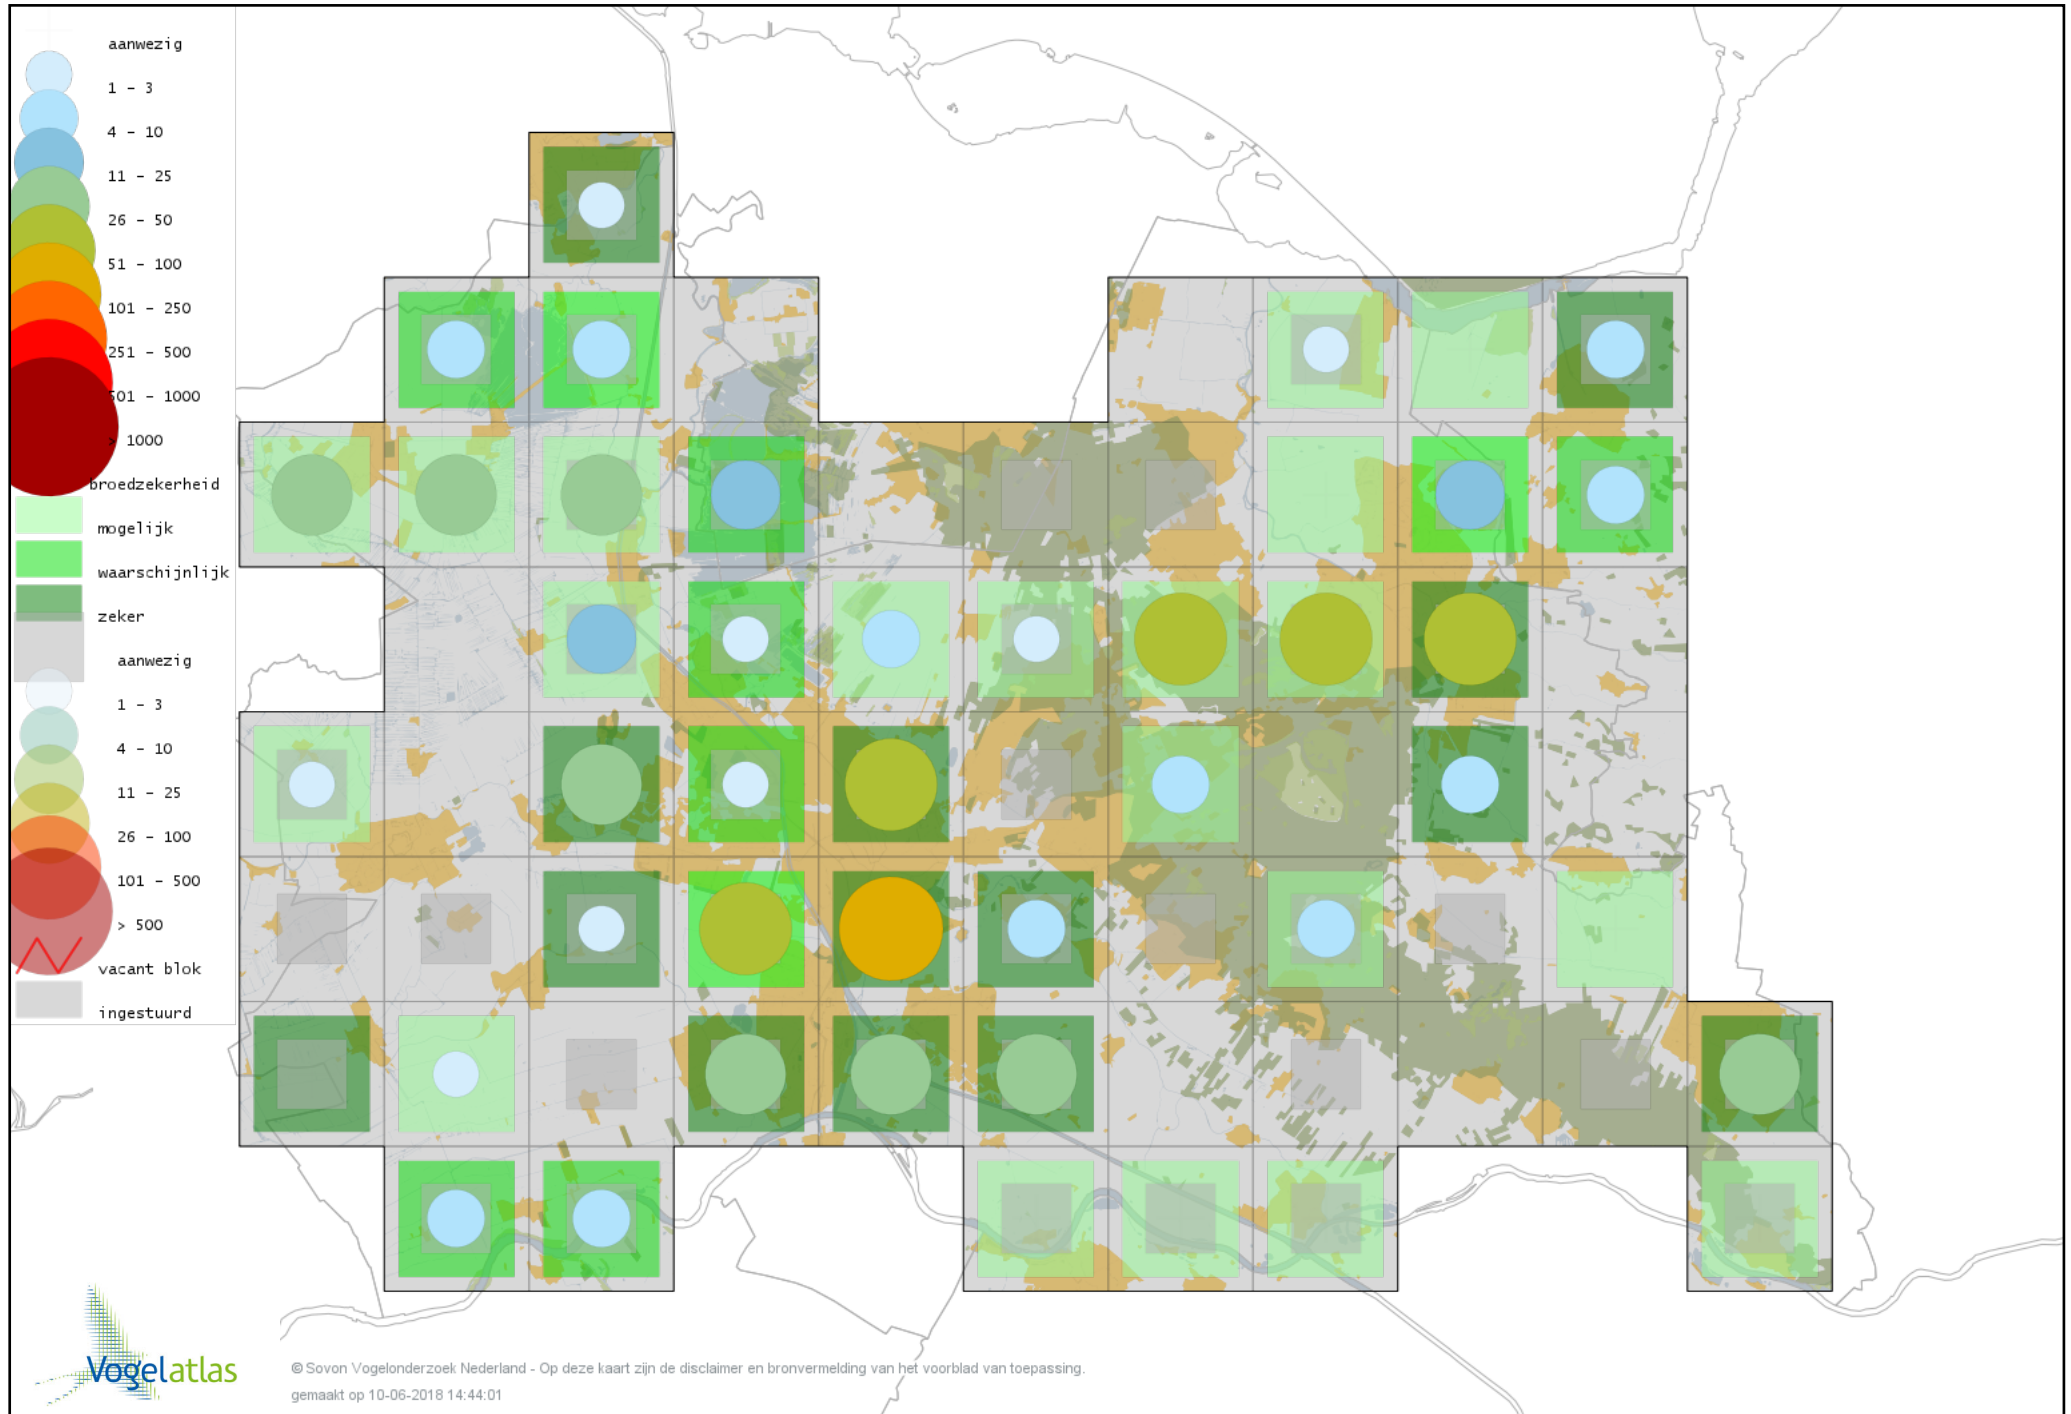 aanwezig
1 - 3
4 - 10
11 - 25
26 - 50
51 - 100
101 - 250
251 - 500
501 - 1000
> 1000
broedzekerheid
mogelijk
waarschijnlijk
zeker
aanwezig
1 - 3
4 - 10
11 - 25
26 - 100
101 - 500
> 500
vacant blok
ingestuurd
Vogelatlas
© Sovon Vogelonderzoek Nederland - Op deze kaart zijn de disclaimer en bronvermelding van het voorblad van toepassing.
gemaakt op 10-06-2018 14:44:01